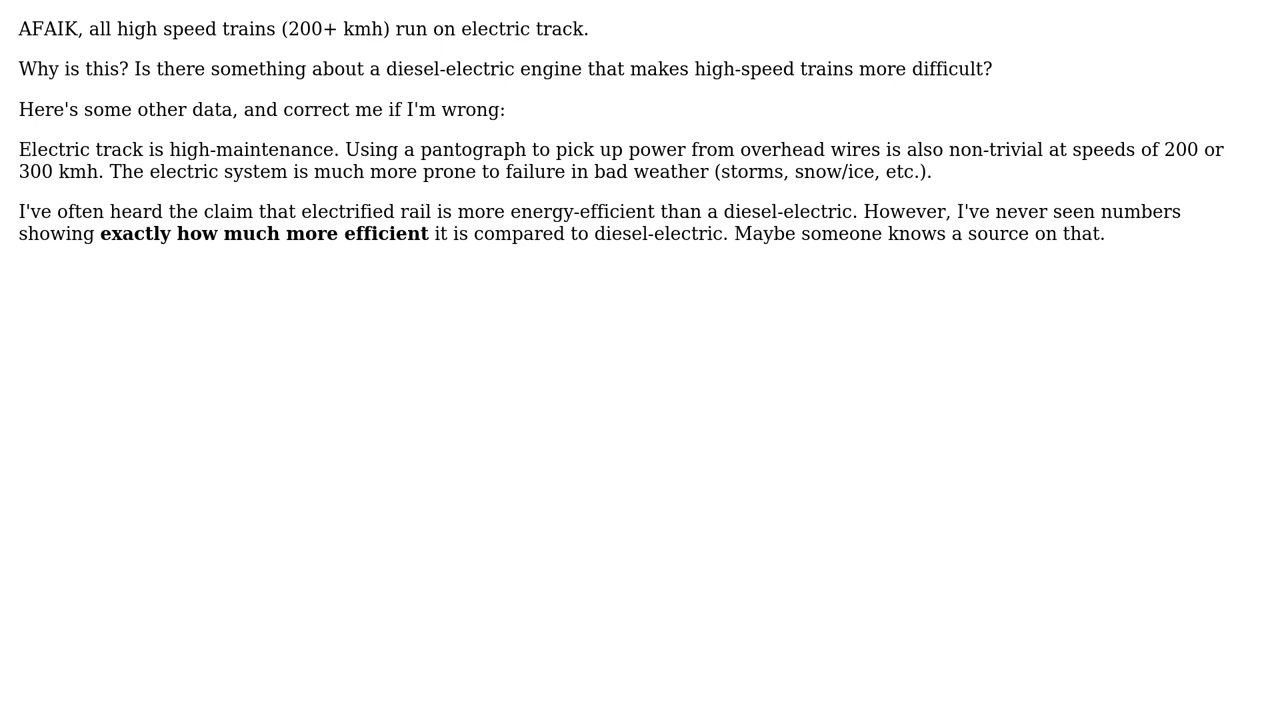 AFAIK, all high speed trains (200+ kmh) run on electric track.
Why is this? Is there something about a diesel-electric engine that makes high-speed trains more difficult?
Here's some other data, and correct me if I'm wrong:
Electric track is high-maintenance. Using a pantograph to pick up power from overhead wires is also non-trivial at speeds of 200 or
300 kmh. The electric system is much more prone to failure in bad weather (storms, snow/ice, etc.).
I've often heard the claim that electrified rail is more energy-efficient than a diesel-electric. However, I've never seen numbers
showing exactly how much more efficient it is compared to diesel-electric. Maybe someone knows a source on that.